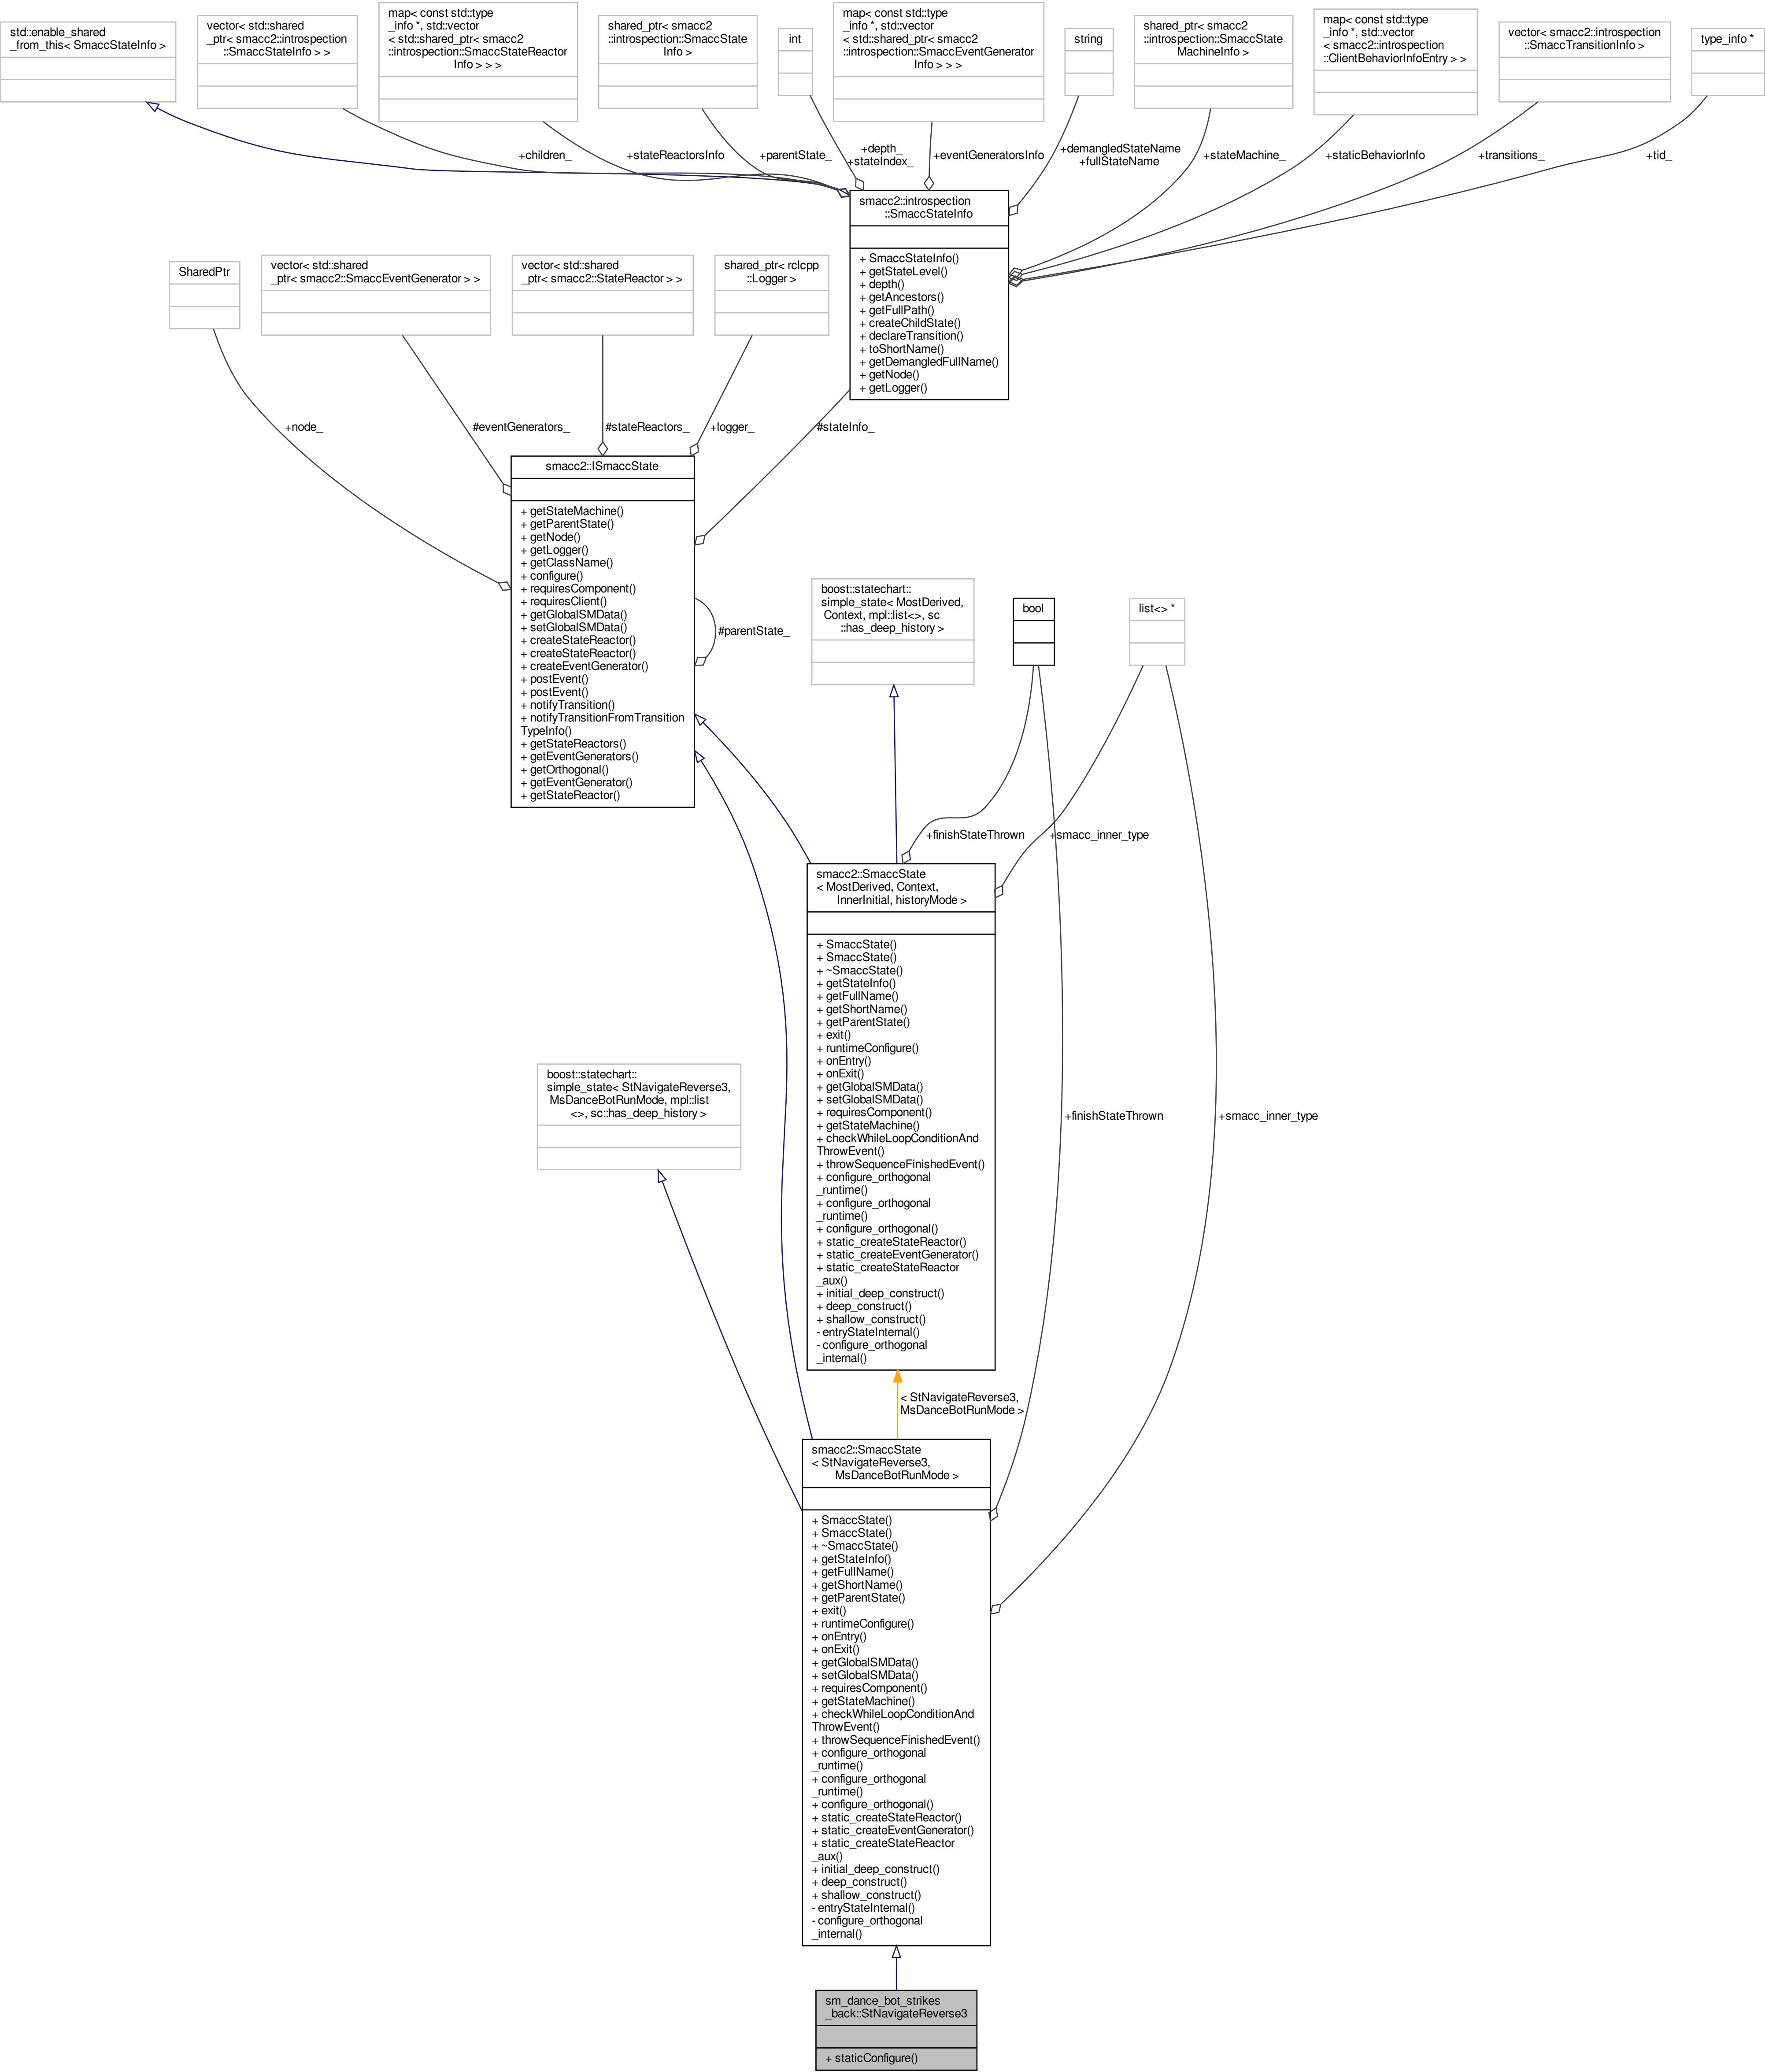 std::enable_shared
_from_this< SmaccStateInfo >
vector< std::shared
_ptr< smacc2::introspection
::SmaccStateInfo > >
map< const std::type
_info *, std::vector
< std::shared_ptr< smacc2
::introspection::SmaccStateReactor
Info > > >
shared_ptr< smacc2
::introspection::SmaccState
Info >
int
map< const std::type
_info *, std::vector
< std::shared_ptr< smacc2
::introspection::SmaccEventGenerator
Info > > >
string
shared_ptr< smacc2
::introspection::SmaccState
MachineInfo >
map< const std::type
_info *, std::vector
< smacc2::introspection
::ClientBehaviorInfoEntry > >
vector< smacc2::introspection
::SmaccTransitionInfo >
type_info *
+children_
+stateReactorsInfo
+parentState_
+depth_
+stateIndex_
+eventGeneratorsInfo
+demangledStateName
+fullStateName
+stateMachine_
+staticBehaviorInfo
+transitions_
+tid_
smacc2::introspection
::SmaccStateInfo
+ SmaccStateInfo()
+ getStateLevel()
+ depth()
+ getAncestors()
+ getFullPath()
+ createChildState()
+ declareTransition()
+ toShortName()
+ getDemangledFullName()
+ getNode()
+ getLogger()
SharedPtr
vector< std::shared
_ptr< smacc2::SmaccEventGenerator > >
vector< std::shared
_ptr< smacc2::StateReactor > >
shared_ptr< rclcpp
::Logger >
+node_
#eventGenerators_
#stateReactors_
+logger_
#stateInfo_
smacc2::ISmaccState
+ getStateMachine()
+ getParentState()
+ getNode()
+ getLogger()
+ getClassName()
+ configure()
+ requiresComponent()
+ requiresClient()
+ getGlobalSMData()
+ setGlobalSMData()
+ createStateReactor()
+ createStateReactor()
+ createEventGenerator()
+ postEvent()
+ postEvent()
+ notifyTransition()
+ notifyTransitionFromTransition
TypeInfo()
+ getStateReactors()
+ getEventGenerators()
+ getOrthogonal()
+ getEventGenerator()
+ getStateReactor()
#parentState_
boost::statechart::
simple_state< MostDerived,
Context, mpl::list<>, sc
::has_deep_history >
bool
list<> *
+finishStateThrown
+smacc_inner_type
smacc2::SmaccState
< MostDerived, Context,
InnerInitial, historyMode >
+ SmaccState()
+ SmaccState()
+ ~SmaccState()
+ getStateInfo()
+ getFullName()
+ getShortName()
+ getParentState()
+ exit()
+ runtimeConfigure()
+ onEntry()
+ onExit()
+ getGlobalSMData()
+ setGlobalSMData()
+ requiresComponent()
+ getStateMachine()
+ checkWhileLoopConditionAnd
ThrowEvent()
+ throwSequenceFinishedEvent()
+ configure_orthogonal
_runtime()
+ configure_orthogonal
_runtime()
+ configure_orthogonal()
+ static_createStateReactor()
+ static_createEventGenerator()
+ static_createStateReactor
_aux()
+ initial_deep_construct()
+ deep_construct()
+ shallow_construct()
- entryStateInternal()
- configure_orthogonal
_internal()
boost::statechart::
simple_state< StNavigateReverse3,
MsDanceBotRunMode, mpl::list
<>, sc::has_deep_history >
+finishStateThrown
+smacc_inner_type
< StNavigateReverse3,
MsDanceBotRunMode >
smacc2::SmaccState
< StNavigateReverse3,
MsDanceBotRunMode >
+ SmaccState()
+ SmaccState()
+ ~SmaccState()
+ getStateInfo()
+ getFullName()
+ getShortName()
+ getParentState()
+ exit()
+ runtimeConfigure()
+ onEntry()
+ onExit()
+ getGlobalSMData()
+ setGlobalSMData()
+ requiresComponent()
+ getStateMachine()
+ checkWhileLoopConditionAnd
ThrowEvent()
+ throwSequenceFinishedEvent()
+ configure_orthogonal
_runtime()
+ configure_orthogonal
_runtime()
+ configure_orthogonal()
+ static_createStateReactor()
+ static_createEventGenerator()
+ static_createStateReactor
_aux()
+ initial_deep_construct()
+ deep_construct()
+ shallow_construct()
- entryStateInternal()
- configure_orthogonal
_internal()
sm_dance_bot_strikes
_back::StNavigateReverse3
+ staticConfigure()